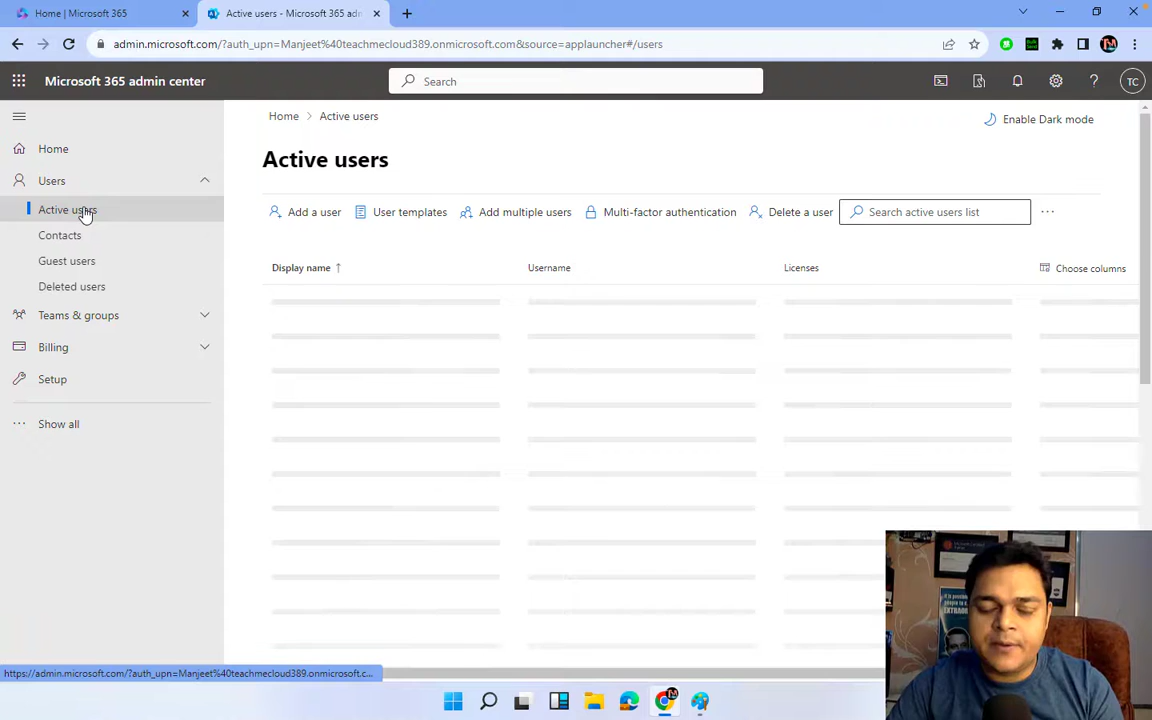 Home | Microsoft 365
Active users - Microsoft 365 adm
admin.microsoft.com/?auth_upn=Manjeet%40teachmecloud389.onmicrosoft.com&source=applauncher#/users
Microsoft 365 admin center
Search
TC
Home
Users
Active users
Contacts
Guest users
Deleted users
Teams & groups
Billing
Setup
Show all
Home > Active users
Enable Dark mode
Active users
Add a user
User templates
Add multiple users
Multi-factor authentication
Delete a user
Search active users list
Display name ↑
Username
Licenses
Choose columns
https://admin.microsoft.com/?auth_upn=Manjeet%40teachmecloud389.onmicrosoft.c...